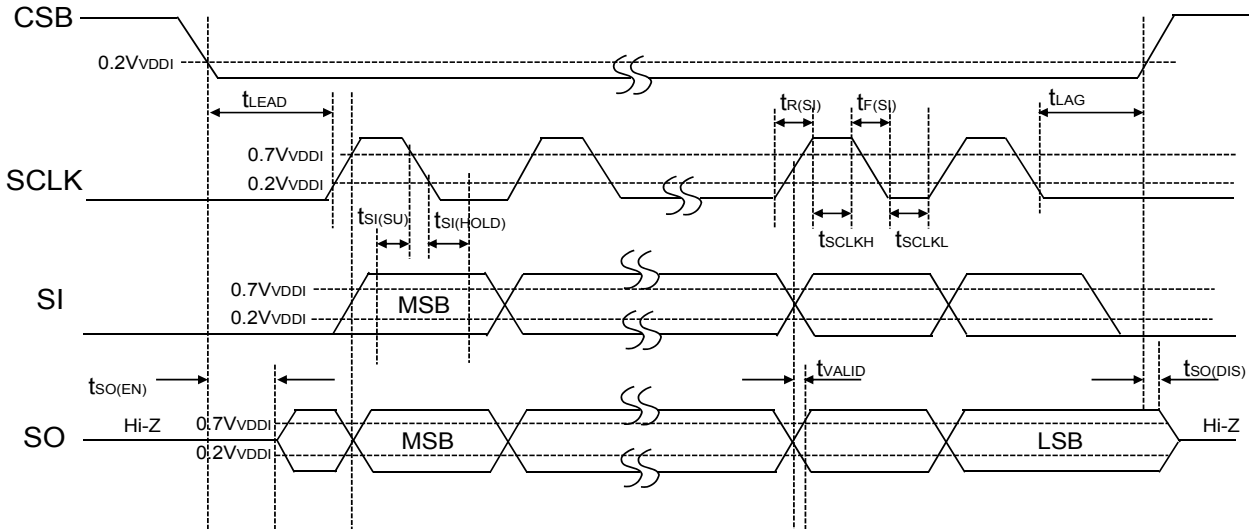 CSB
0.2VVDDI
tLEAD
tR(SI)
tF(SI)
tLAG
0.7VVDDI
SCLK
0.2VVDDI
tSI(SU)
tSI(HOLD)
tSCLKH
tSCLKL
SI
0.7VVDDI
MSB
0.2VVDDI
tSO(EN)
tVALID
tSO(DIS)
SO
Hi-Z
0.7VVDDI
MSB
LSB
Hi-Z
0.2VVDDI